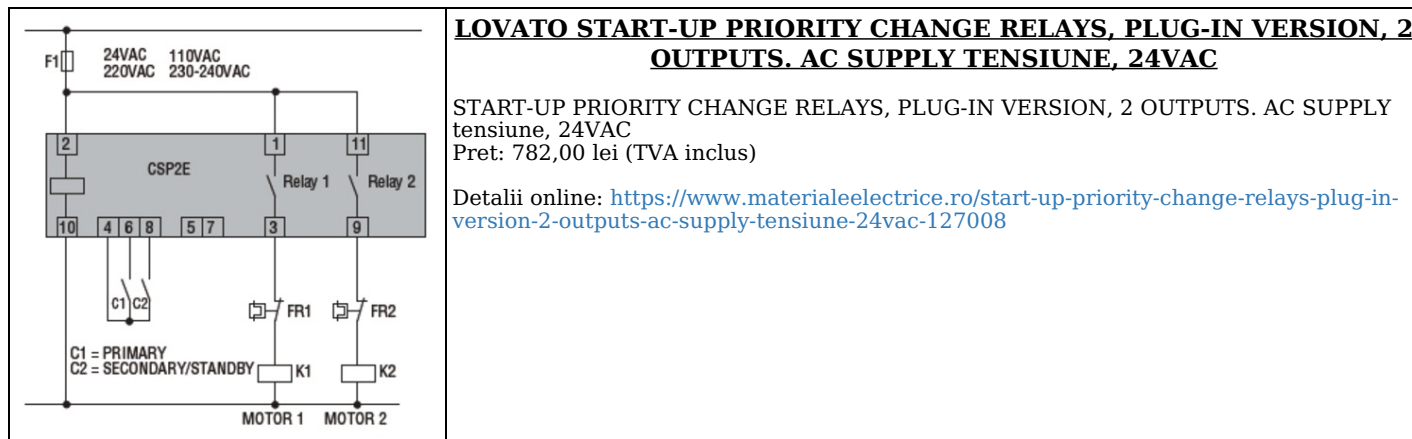 F1
24VAC 110VAC
220VAC 230-240VAC
2
1
11
CSP2E
Relay 1
Relay 2
10
4 6 8
5 7
3
9
C1 C2
FR1
FR2
C1 = PRIMARY
C2 = SECONDARY/STANDBY
K1
K2
MOTOR 1 MOTOR 2
LOVATO START-UP PRIORITY CHANGE RELAYS, PLUG-IN VERSION, 2
OUTPUTS. AC SUPPLY TENSIUNE, 24VAC
START-UP PRIORITY CHANGE RELAYS, PLUG-IN VERSION, 2 OUTPUTS. AC SUPPLY
tensiune, 24VAC
Pret: 782,00 lei (TVA inclus)
Detalii online: https://www.materialeelectrice.ro/start-up-priority-change-relays-plug-in-
version-2-outputs-ac-supply-tensiune-24vac-127008